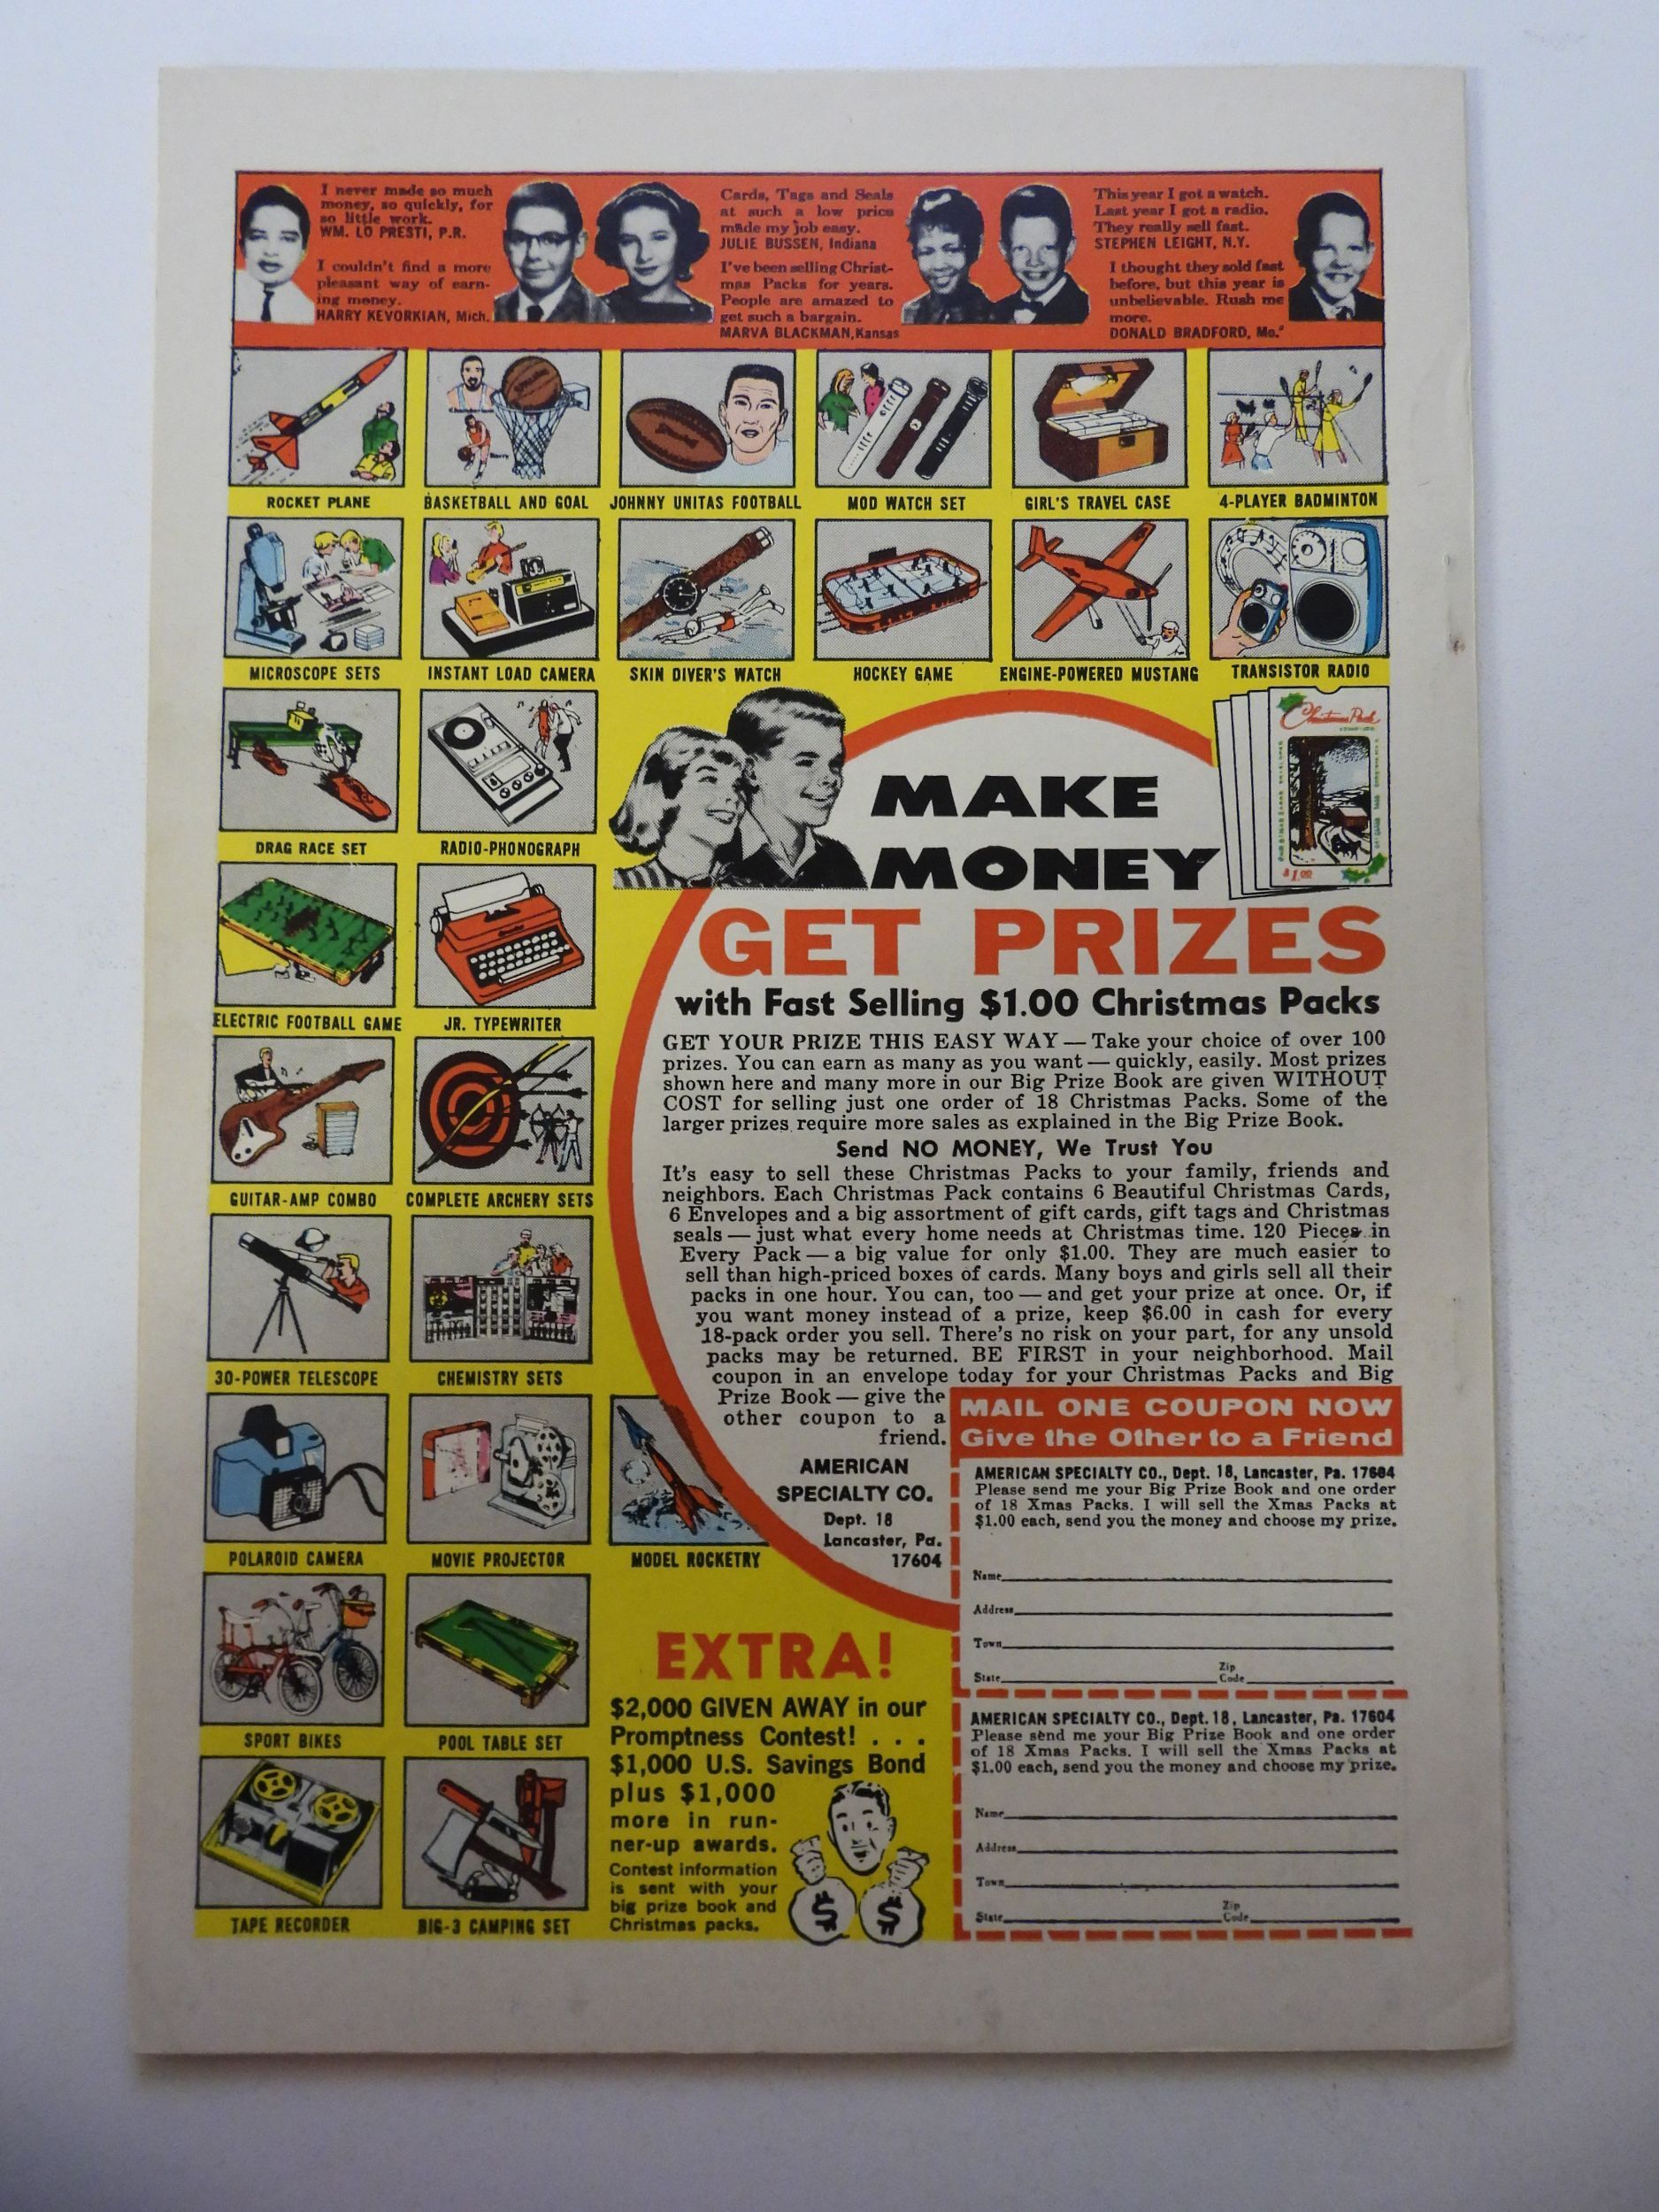 I never made so much
money, so quickly, for
so little work.
WM. LO PRESTI, P.R.
I couldn't find a more
pleasant way of earn-
ing money.
HARRY KEVORKIAN, Mich.
Cards, Tags and Seals
at such a low price
made my job easy.
JULIE BUSSEN, Indiana
I've been selling Christ-
mas Packs for years.
People are amazed to
get such a bargain.
MARVA BLACKMAN, Kansas
This year I got a watch.
Last year I got a radio.
They really sell fast.
STEPHEN LEIGHT, N.Y.
I thought they sold fast
before, but this year is
unbelievable. Rush me
more.
DONALD BRADFORD, Mo.
ROCKET PLANE
BASKETBALL AND GOAL
JOHNNY UNITAS FOOTBALL
MOD WATCH SET
GIRL'S TRAVEL CASE
4-PLAYER BADMINTON
MICROSCOPE SETS
INSTANT LOAD CAMERA
SKIN DIVER'S WATCH
HOCKEY GAME
ENGINE-POWERED MUSTANG
TRANSISTOR RADIO
DRAG RACE SET
RADIO-PHONOGRAPH
ELECTRIC FOOTBALL GAME
JR. TYPEWRITER
GUITAR-AMP COMBO
COMPLETE ARCHERY SETS
30-POWER TELESCOPE
CHEMISTRY SETS
POLAROID CAMERA
MOVIE PROJECTOR
MODEL ROCKETRY
SPORT BIKES
POOL TABLE SET
TAPE RECORDER
BIG-3 CAMPING SET
Christmas Pack
$1.00
MAKE
MONEY
GET PRIZES
with Fast Selling $1.00 Christmas Packs
GET YOUR PRIZE THIS EASY WAY — Take your choice of over 100
prizes. You can earn as many as you want — quickly, easily. Most prizes
shown here and many more in our Big Prize Book are given WITHOUT
COST for selling just one order of 18 Christmas Packs. Some of the
larger prizes require more sales as explained in the Big Prize Book.
Send NO MONEY, We Trust You
It's easy to sell these Christmas Packs to your family, friends and
neighbors. Each Christmas Pack contains 6 Beautiful Christmas Cards,
6 Envelopes and a big assortment of gift cards, gift tags and Christmas
seals — just what every home needs at Christmas time. 120 Pieces in
Every Pack — a big value for only $1.00. They are much easier to
sell than high-priced boxes of cards. Many boys and girls sell all their
packs in one hour. You can, too — and get your prize at once. Or, if
you want money instead of a prize, keep $6.00 in cash for every
18-pack order you sell. There's no risk on your part, for any unsold
packs may be returned. BE FIRST in your neighborhood. Mail
coupon in an envelope today for your Christmas Packs and Big
Prize Book — give the
other coupon to a
friend.
AMERICAN
SPECIALTY CO.
Dept. 18
Lancaster, Pa.
17604
EXTRA!
$2,000 GIVEN AWAY in our
Promptness Contest! . . .
$1,000 U.S. Savings Bond
plus $1,000
more in run-
ner-up awards.
Contest information
is sent with your
big prize book and
Christmas packs.
$ $
MAIL ONE COUPON NOW
Give the Other to a Friend
AMERICAN SPECIALTY CO., Dept. 18, Lancaster, Pa. 17604
Please send me your Big Prize Book and one order
of 18 Xmas Packs. I will sell the Xmas Packs at
$1.00 each, send you the money and choose my prize.
Name
Address
Town
State Zip Code
AMERICAN SPECIALTY CO., Dept. 18, Lancaster, Pa. 17604
Please send me your Big Prize Book and one order
of 18 Xmas Packs. I will sell the Xmas Packs at
$1.00 each, send you the money and choose my prize.
Name
Address
Town
State Zip Code